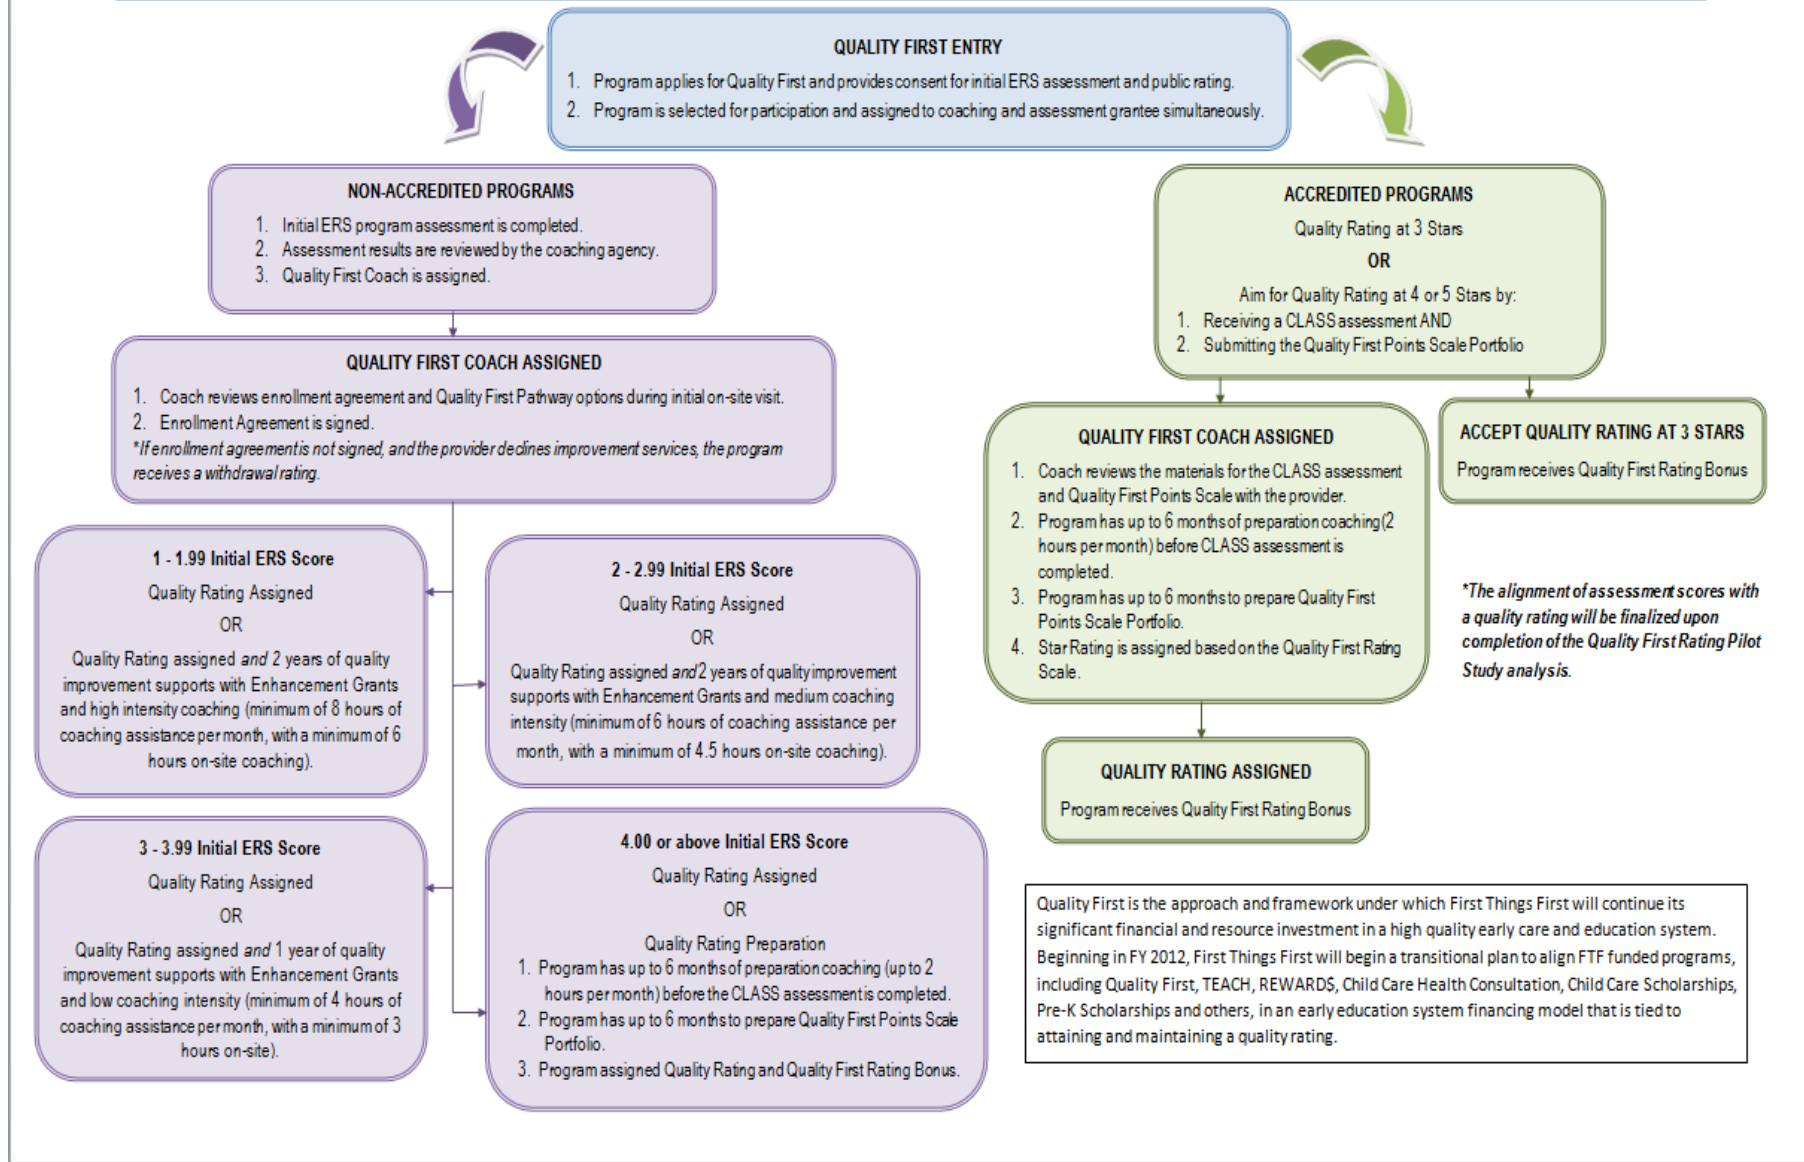 QUALITY FIRST ENTRY
1. Program applies for Quality First and provides consent for initial ERS assessment and public rating.
2. Program is selected for participation and assigned to coaching and assessment grantee simultaneously.
NON-ACCREDITED PROGRAMS
1. Initial ERS program assessment is completed.
2. Assessment results are reviewed by the coaching agency.
3. Quality First Coach is assigned.
QUALITY FIRST COACH ASSIGNED
1. Coach reviews enrollment agreement and Quality First Pathway options during initial on-site visit.
2. Enrollment Agreement is signed.
*If enrollment agreement is not signed, and the provider declines improvement services, the program
receives a withdrawal rating.
1 - 1.99 Initial ERS Score
Quality Rating Assigned
OR
Quality Rating assigned and 2 years of quality
improvement supports with Enhancement Grants
and high intensity coaching (minimum of 8 hours of
coaching assistance per month, with a minimum of 6
hours on-site coaching).
2 - 2.99 Initial ERS Score
Quality Rating Assigned
OR
Quality Rating assigned and 2 years of quality improvement
supports with Enhancement Grants and medium coaching
intensity (minimum of 6 hours of coaching assistance per
month, with a minimum of 4.5 hours on-site coaching).
3 - 3.99 Initial ERS Score
Quality Rating Assigned
OR
Quality Rating assigned and 1 year of quality
improvement supports with Enhancement Grants
and low coaching intensity (minimum of 4 hours of
coaching assistance per month, with a minimum of 3
hours on-site).
4.00 or above Initial ERS Score
Quality Rating Assigned
OR
Quality Rating Preparation
1. Program has up to 6 months of preparation coaching (up to 2
hours per month) before the CLASS assessment is completed.
2. Program has up to 6 months to prepare Quality First Points Scale
Portfolio.
3. Program assigned Quality Rating and Quality First Rating Bonus.
ACCREDITED PROGRAMS
Quality Rating at 3 Stars
OR
Aim for Quality Rating at 4 or 5 Stars by:
1. Receiving a CLASS assessment AND
2. Submitting the Quality First Points Scale Portfolio
QUALITY FIRST COACH ASSIGNED
1. Coach reviews the materials for the CLASS assessment
and Quality First Points Scale with the provider.
2. Program has up to 6 months of preparation coaching (2
hours per month) before CLASS assessment is
completed.
3. Program has up to 6 months to prepare Quality First
Points Scale Portfolio.
4. Star Rating is assigned based on the Quality First Rating
Scale.
ACCEPT QUALITY RATING AT 3 STARS
Program receives Quality First Rating Bonus
*The alignment of assessment scores with
a quality rating will be finalized upon
completion of the Quality First Rating Pilot
Study analysis.
QUALITY RATING ASSIGNED
Program receives Quality First Rating Bonus
Quality First is the approach and framework under which First Things First will continue its
significant financial and resource investment in a high quality early care and education system.
Beginning in FY 2012, First Things First will begin a transitional plan to align FTF funded programs,
including Quality First, TEACH, REWARD$, Child Care Health Consultation, Child Care Scholarships,
Pre-K Scholarships and others, in an early education system financing model that is tied to
attaining and maintaining a quality rating.